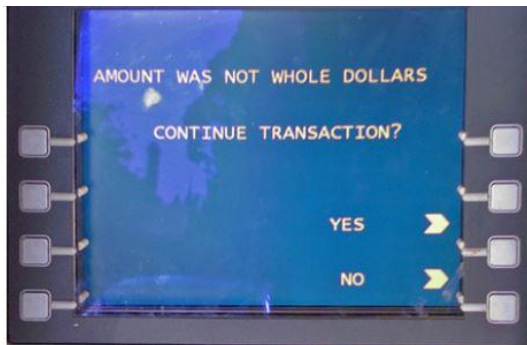 AMOUNT WAS NOT WHOLE DOLLARS
CONTINUE TRANSACTION?
YES
NO